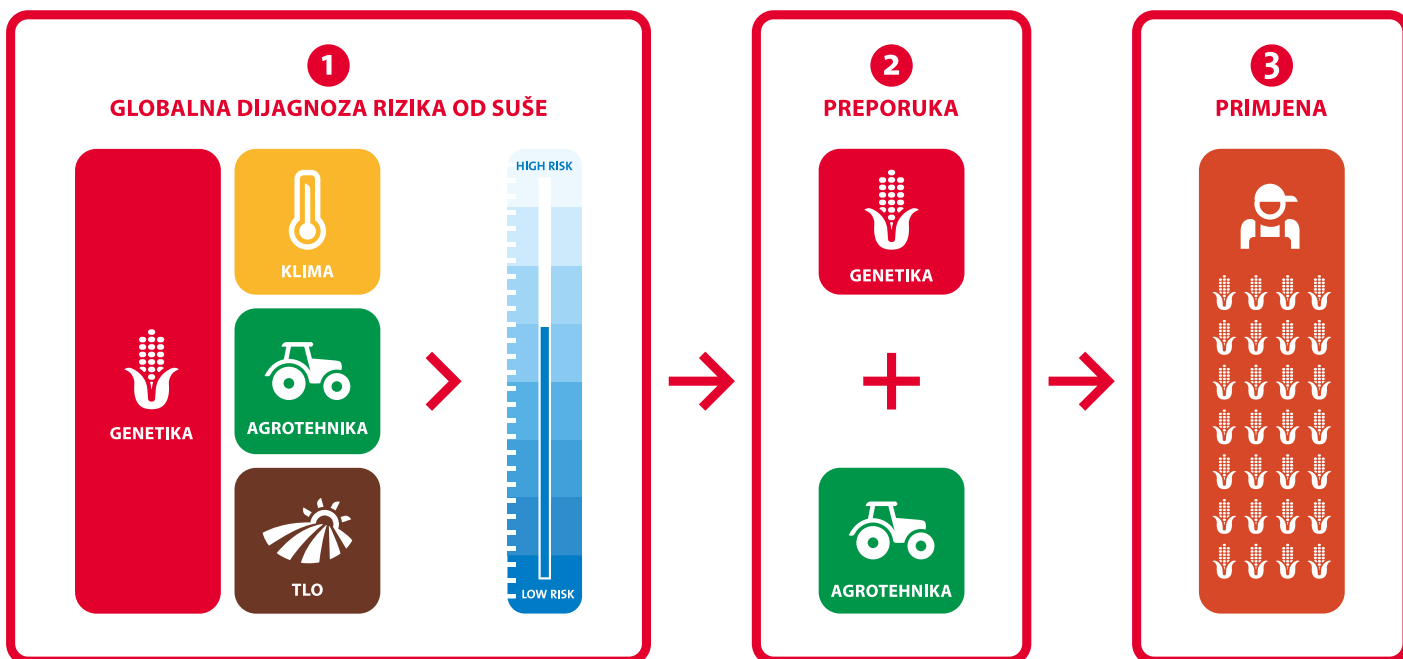 1
GLOBALNA DIJAGNOZA RIZIKA OD SUŠE
GENETIKA
KLIMA
AGROTEHNIKA
TLO
HIGH RISK
LOW RISK
2
PREPORUKA
GENETIKA
AGROTEHNIKA
3
PRIMJENA